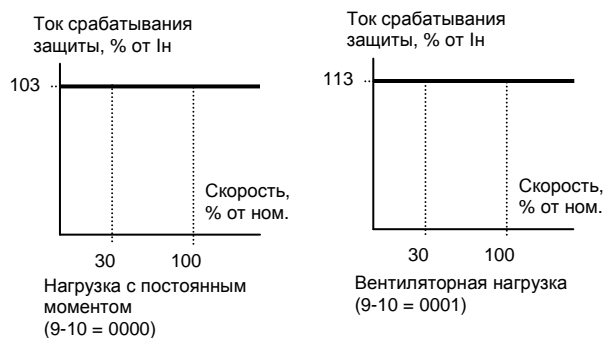 Ток срабатывания
защиты, % от Iн
103
Скорость,
% от ном.
30
100
Нагрузка с постоянным
моментом
(9-10 = 0000)
Ток срабатывания
защиты, % от Iн
113
Скорость,
% от ном.
30
100
Вентиляторная нагрузка
(9-10 = 0001)